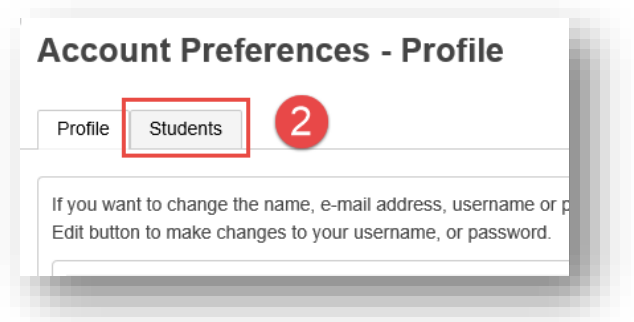 Account Preferences - Profile
Profile Students 2
If you want to change the name, e-mail address, username or
Edit button to make changes to your username, or password.